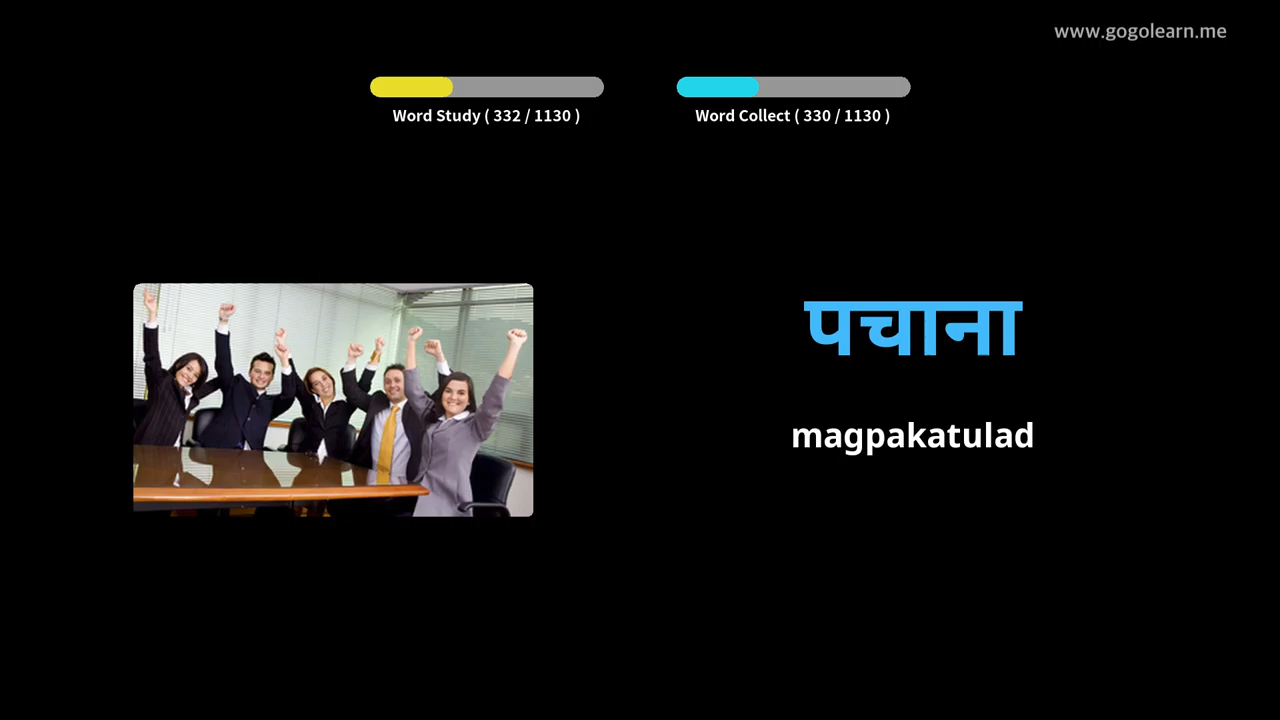 www.gogolearn.me
Word Study ( 332 / 1130 )
Word Collect ( 330 / 1130 )
पचाना
magpakatulad